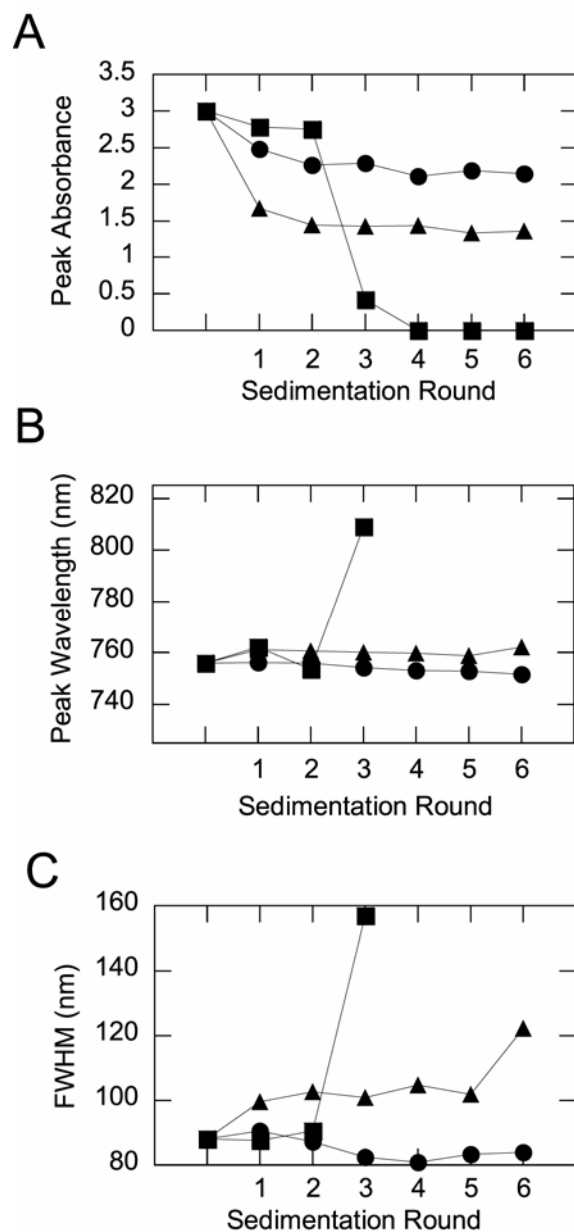 A
3.5
3
2.5
2
1.5
1
0.5
0
Peak Absorbance
1 2 3 4 5 6
Sedimentation Round
B
820
800
780
760
740
Peak Wavelength (nm)
1 2 3 4 5 6
Sedimentation Round
C
160
140
120
100
80
FWHM (nm)
1 2 3 4 5 6
Sedimentation Round